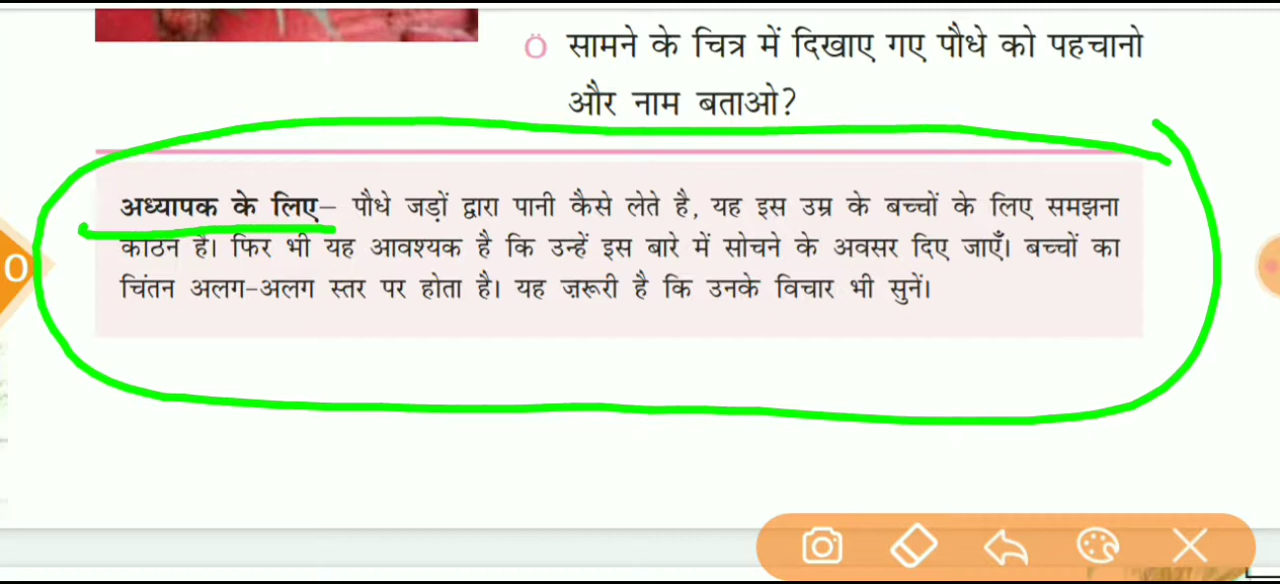 Ö सामने के चित्र में दिखाए गए पौधे को पहचानो
और नाम बताओ?
अध्यापक के लिए– पौधे जड़ों द्वारा पानी कैसे लेते है, यह इस उम्र के बच्चों के लिए समझना
कठिन है। फिर भी यह आवश्यक है कि उन्हें इस बारे में सोचने के अवसर दिए जाएँ। बच्चों का
चिंतन अलग-अलग स्तर पर होता है। यह ज़रूरी है कि उनके विचार भी सुनें।